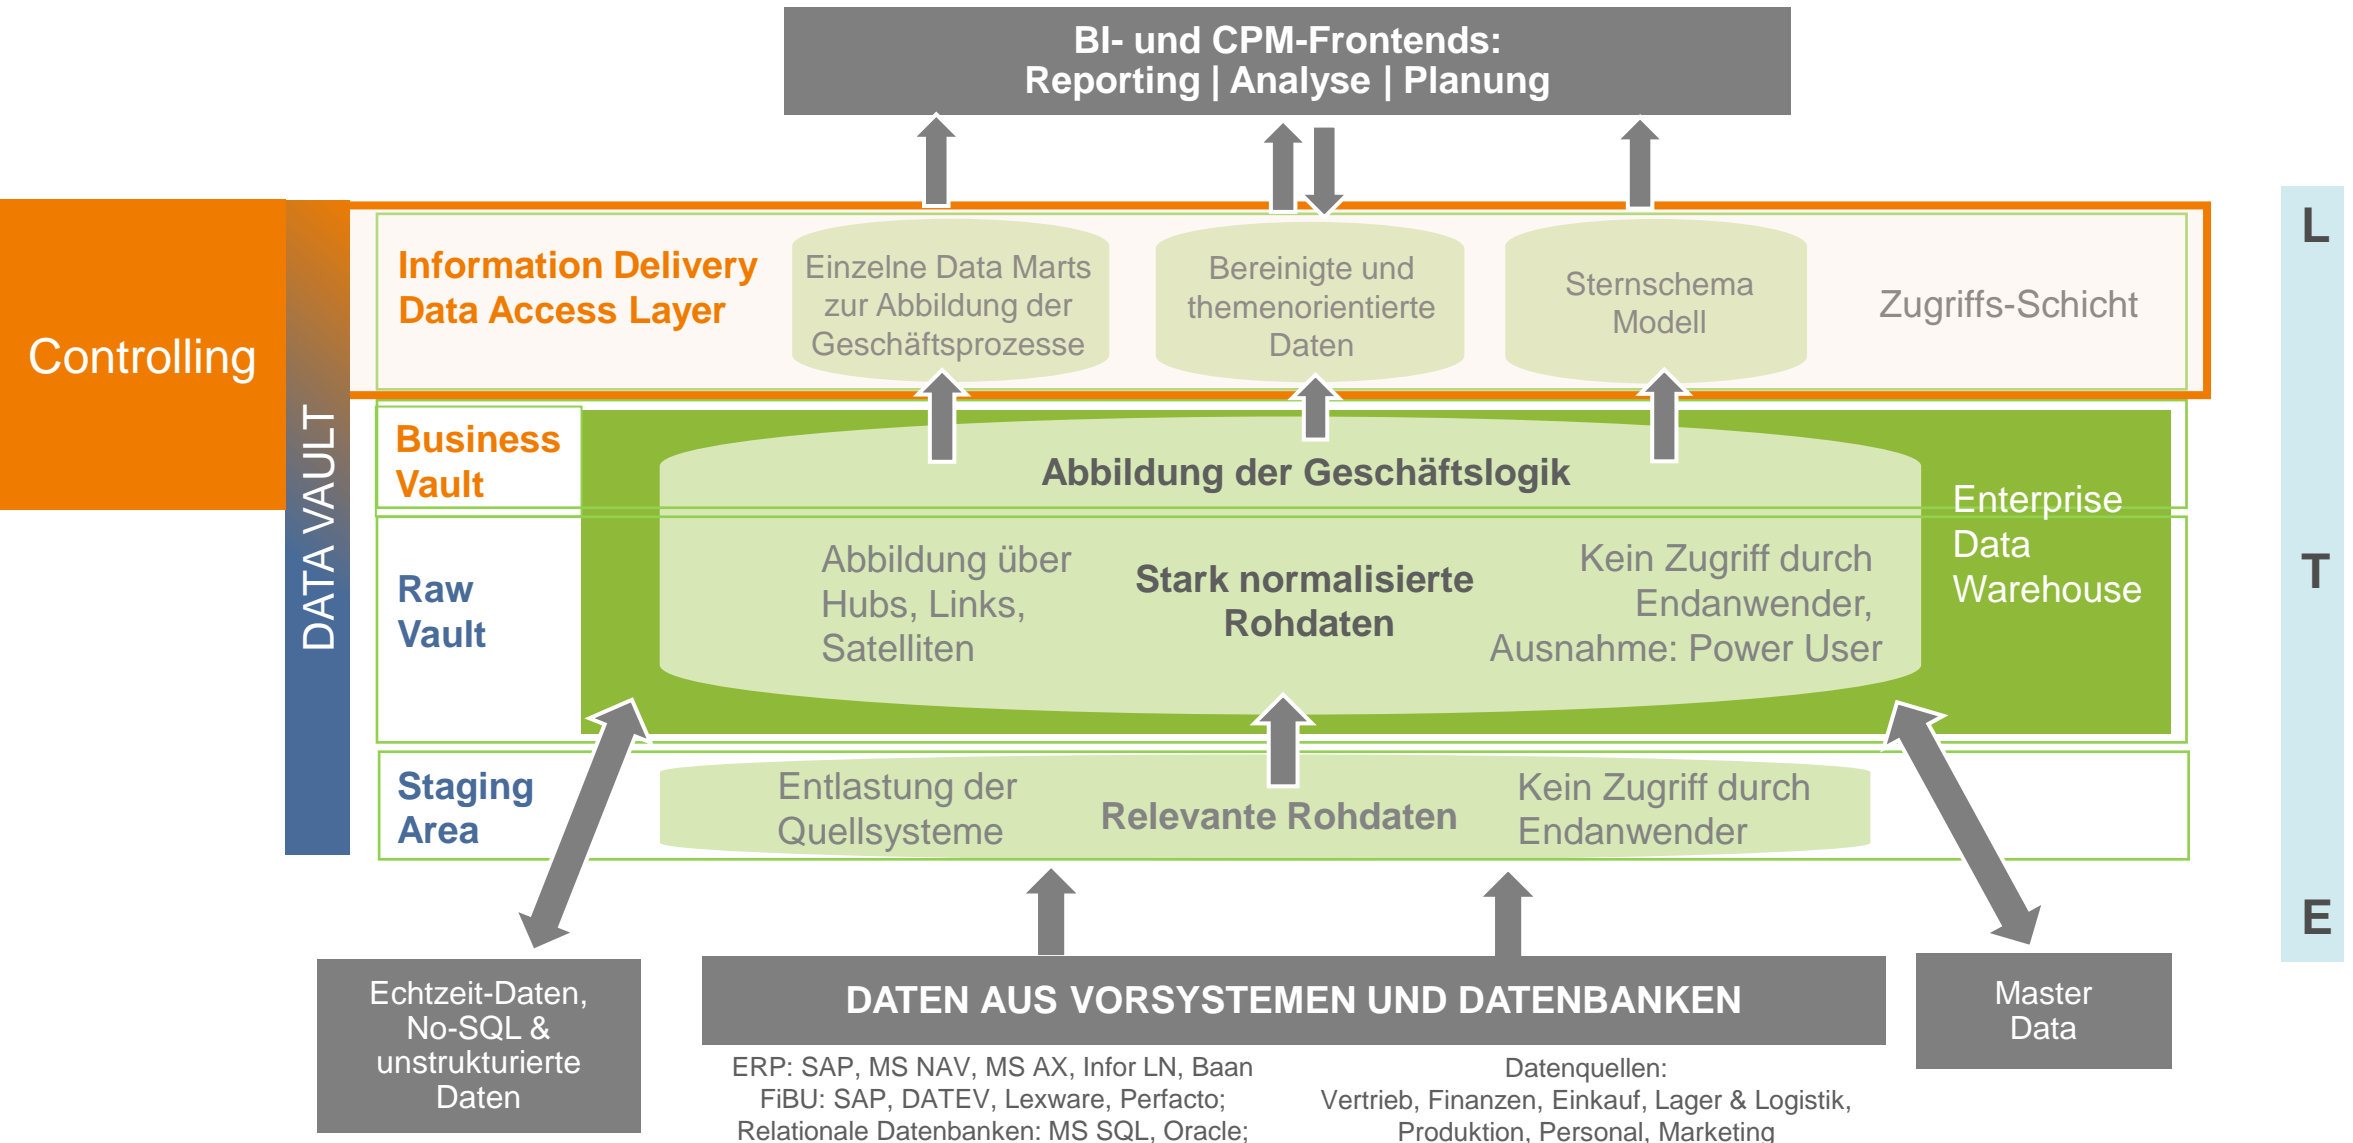 BI- und CPM-Frontends:
Reporting | Analyse | Planung
Controlling
DATA VAULT
Information Delivery
Data Access Layer
Einzelne Data Marts
zur Abbildung der
Geschäftsprozesse
Bereinigte und
themenorientierte
Daten
Sternschema
Modell
Zugriffs-Schicht
L
Business
Vault
Abbildung der Geschäftslogik
Enterprise
Data
Warehouse
Raw
Vault
Abbildung über
Hubs, Links,
Satelliten
Stark normalisierte
Rohdaten
Kein Zugriff durch
Endanwender,
Ausnahme: Power User
T
Staging
Area
Entlastung der
Quellsysteme
Relevante Rohdaten
Kein Zugriff durch
Endanwender
E
Echtzeit-Daten,
No-SQL &
unstrukturierte
Daten
DATEN AUS VORSYSTEMEN UND DATENBANKEN
Master
Data
ERP: SAP, MS NAV, MS AX, Infor LN, Baan
FiBU: SAP, DATEV, Lexware, Perfacto;
Relationale Datenbanken: MS SQL, Oracle;
Datenquellen:
Vertrieb, Finanzen, Einkauf, Lager & Logistik,
Produktion, Personal, Marketing